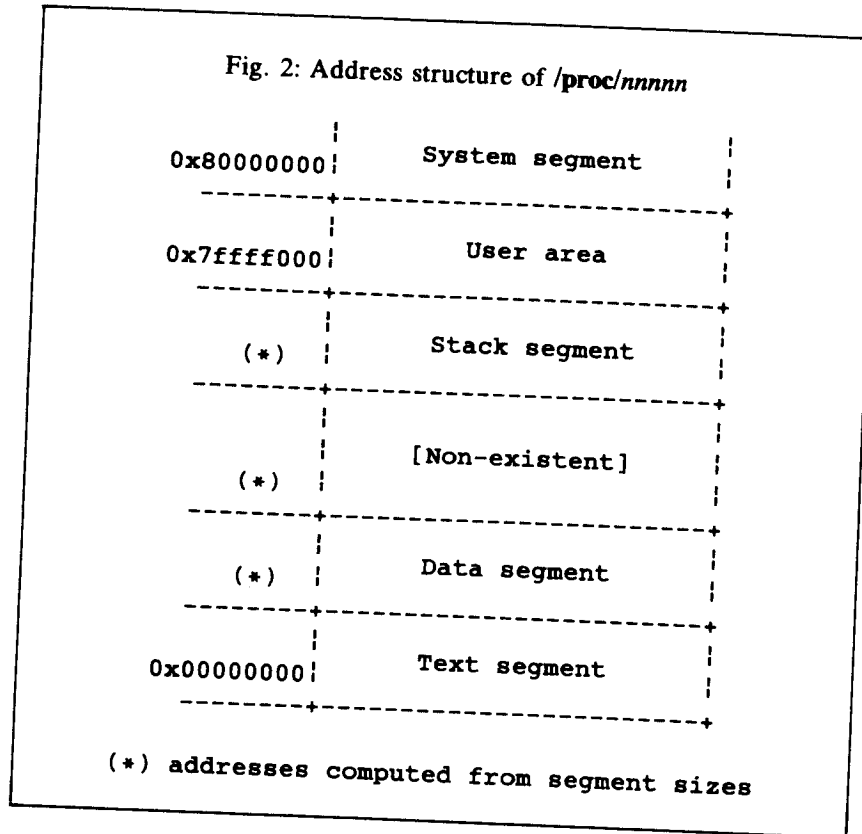 Fig. 2: Address structure of /proc/nnnnn
0x80000000¦ System segment ¦
--------+-----------------------+
0x7ffff000¦ User area ¦
--------+-----------------------+
(*) ¦ Stack segment ¦
--------+-----------------------+
[Non-existent]
(*) ¦ ¦
--------+-----------------------+
(*) ¦ Data segment ¦
--------+-----------------------+
0x00000000¦ Text segment ¦
--------+-----------------------+
(*) addresses computed from segment sizes